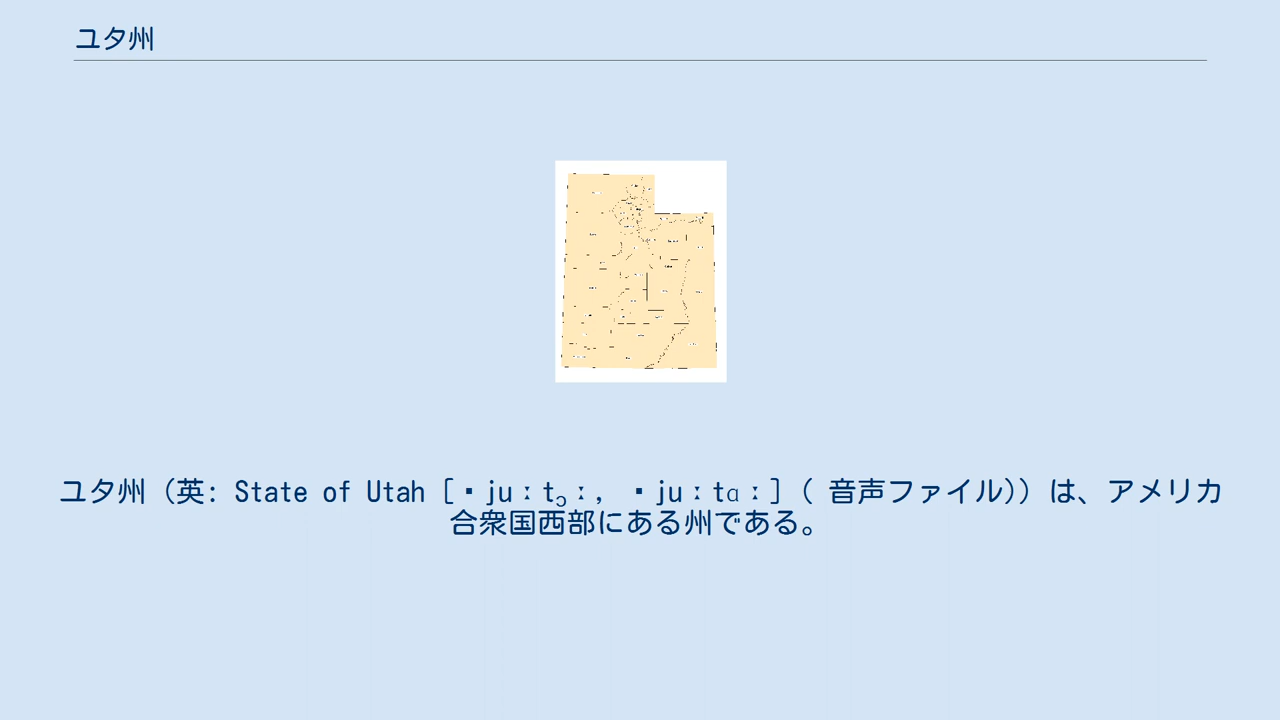 ユタ州
ユタ州（英: State of Utah [ˈjuːtɔː, ˈjuːtɑː] ( 音声ファイル)）は、アメリカ
合衆国西部にある州である。